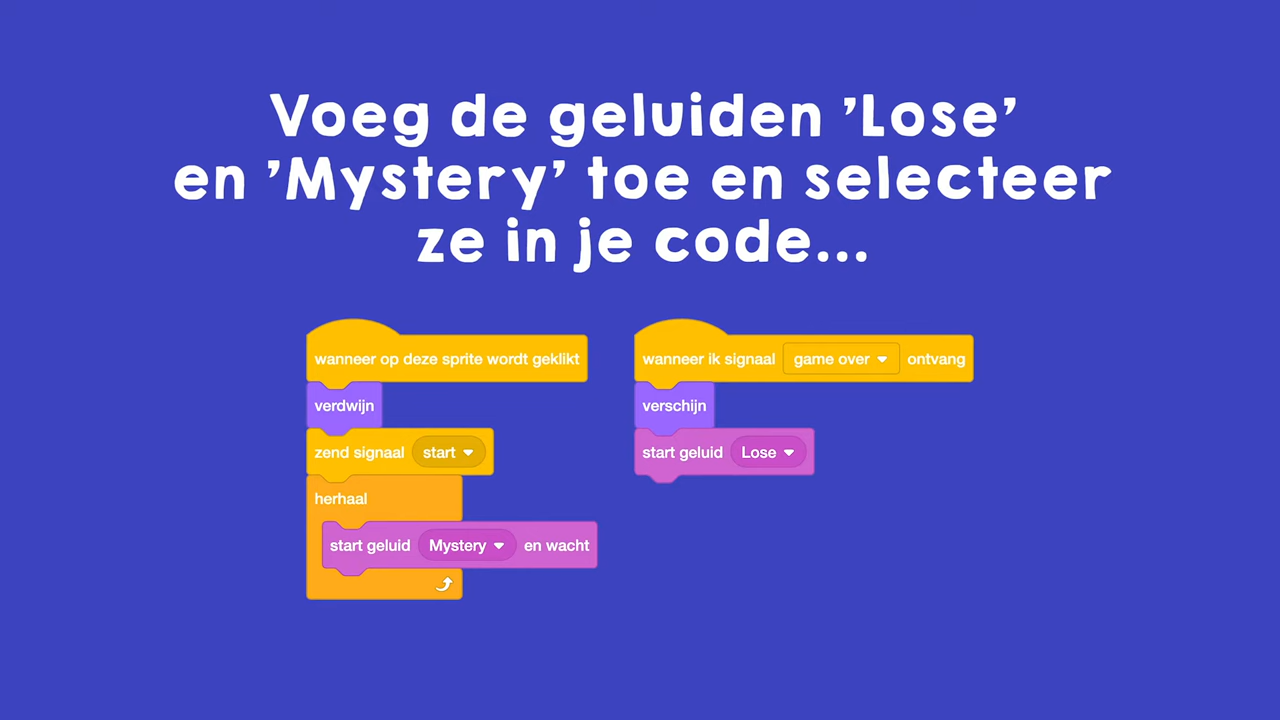 Voeg de geluiden 'Lose'
en 'Mystery' toe en selecteer
ze in je code...
wanneer op deze sprite wordt geklikt
verdwijn
zend signaal start
herhaal
start geluid Mystery en wacht
wanneer ik signaal game over ontvang
verschijn
start geluid Lose